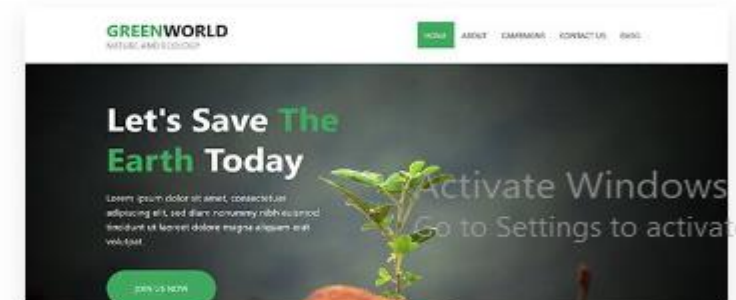 GREENWORLD
NATURE AND ECOLOGY
HOME ABOUT CAMPAIGNS CONTACT US BLOG
Let's Save The
Earth Today
Lorem ipsum dolor sit amet, consectetuer
adipiscing elit, sed diam nonummy nibh euismod
tincidunt ut laoreet dolore magna aliquam erat
volutpat.
Activate Windows
Go to Settings to activate
JOIN US NOW